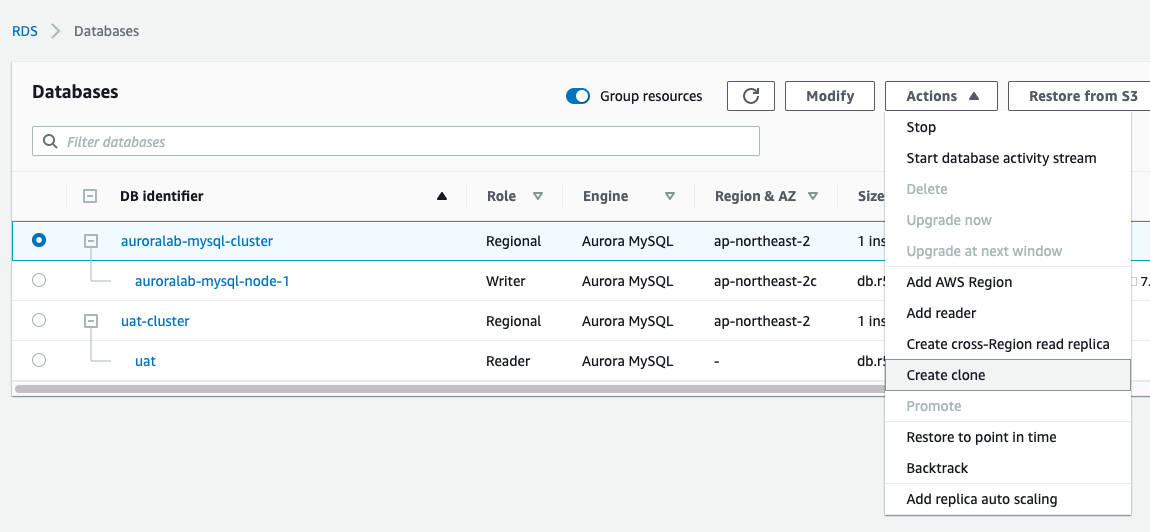 RDS > Databases
Databases
Group resources
Modify
Actions
Restore from S3
Filter databases
DB identifier Role Engine Region & AZ Size
auroralab-mysql-cluster Regional Aurora MySQL ap-northeast-2 1 ins
auroralab-mysql-node-1 Writer Aurora MySQL ap-northeast-2c db.r5 7.
uat-cluster Regional Aurora MySQL ap-northeast-2 1 ins
uat Reader Aurora MySQL - db.r5
Stop
Start database activity stream
Delete
Upgrade now
Upgrade at next window
Add AWS Region
Add reader
Create cross-Region read replica
Create clone
Promote
Restore to point in time
Backtrack
Add replica auto scaling